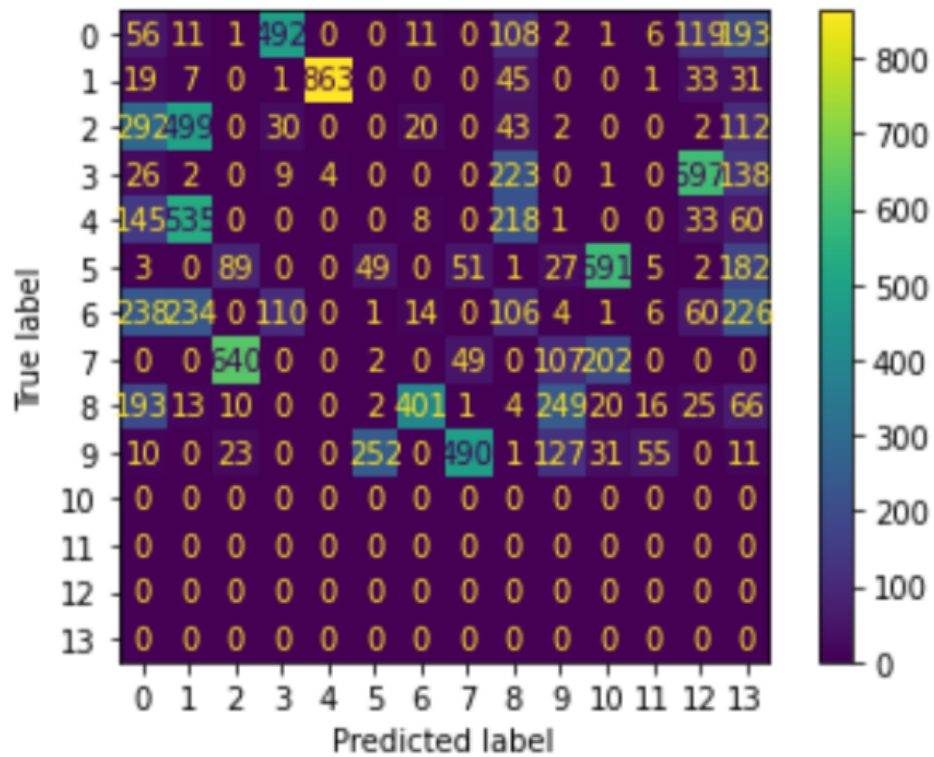 0 56 11 1 492 0 0 11 0 108 2 1 6 119 193
1 19 7 0 1 863 0 0 0 45 0 0 1 33 31
2 292 499 0 30 0 0 20 0 43 2 0 0 2 112
3 26 2 0 9 4 0 0 0 223 0 1 0 597 138
4 145 535 0 0 0 0 8 0 218 1 0 0 33 60
5 3 0 89 0 0 49 0 51 1 27 591 5 2 182
6 238 234 0 110 0 1 14 0 106 4 1 6 60 226
7 0 0 640 0 0 2 0 49 0 107 202 0 0 0
8 193 13 10 0 0 2 401 1 4 249 20 16 25 66
9 10 0 23 0 0 252 0 490 1 127 31 55 0 11
10 0 0 0 0 0 0 0 0 0 0 0 0 0 0
11 0 0 0 0 0 0 0 0 0 0 0 0 0 0
12 0 0 0 0 0 0 0 0 0 0 0 0 0 0
13 0 0 0 0 0 0 0 0 0 0 0 0 0 0
0 1 2 3 4 5 6 7 8 9 10 11 12 13
Predicted label
True label
800
700
600
500
400
300
200
100
0